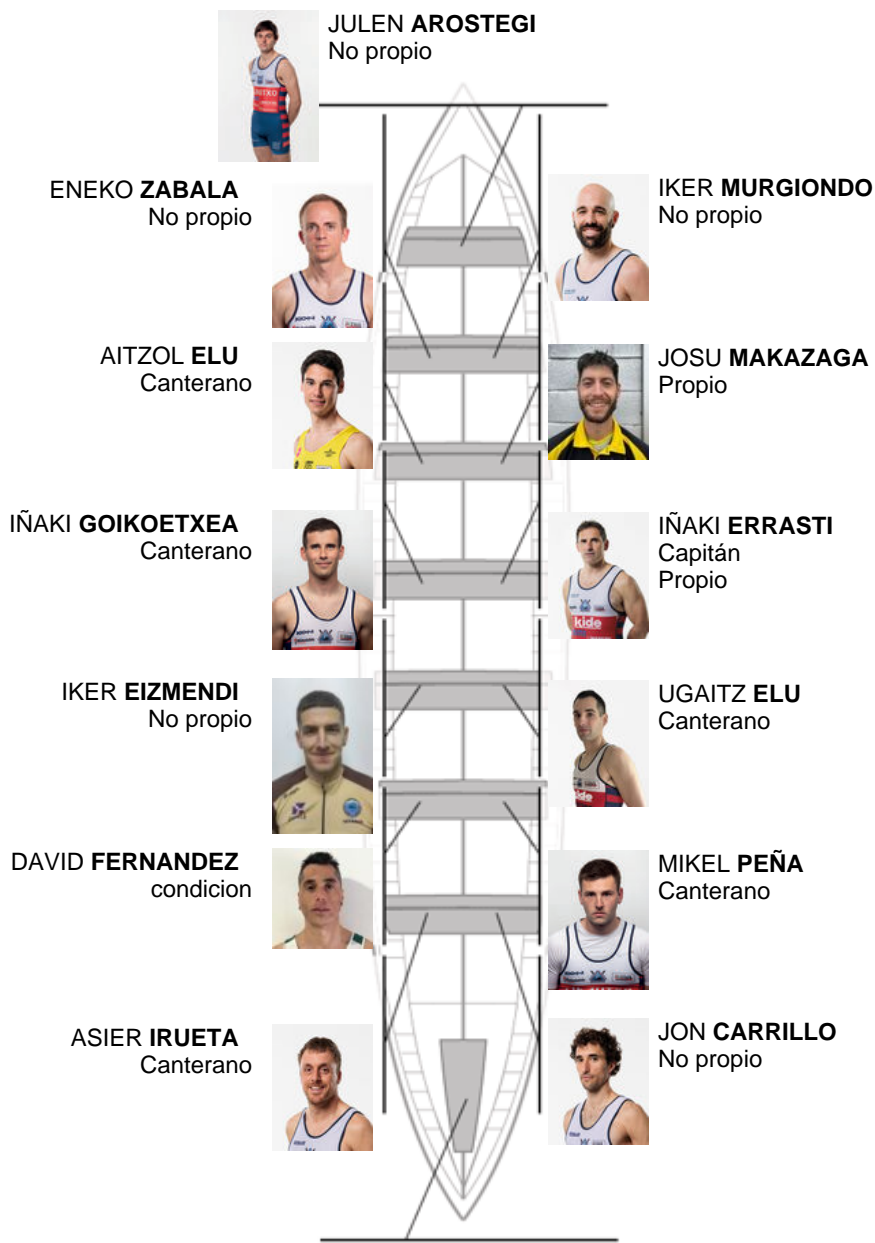 JULEN AROSTEGI
No propio
ENEKO ZABALA
No propio
IKER MURGIONDO
No propio
AITZOL ELU
Canterano
JOSU MAKAZAGA
Propio
IÑAKI GOIKOETXEA
Canterano
IÑAKI ERRASTI
Capitán
Propio
kide
IKER EIZMENDI
No propio
UGAITZ ELU
Canterano
kide
DAVID FERNANDEZ
condicion
MIKEL PEÑA
Canterano
ASIER IRUETA
Canterano
JON CARRILLO
No propio